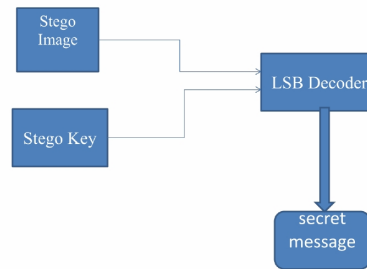 Stego
Image
LSB Decoder
Stego Key
secret
message